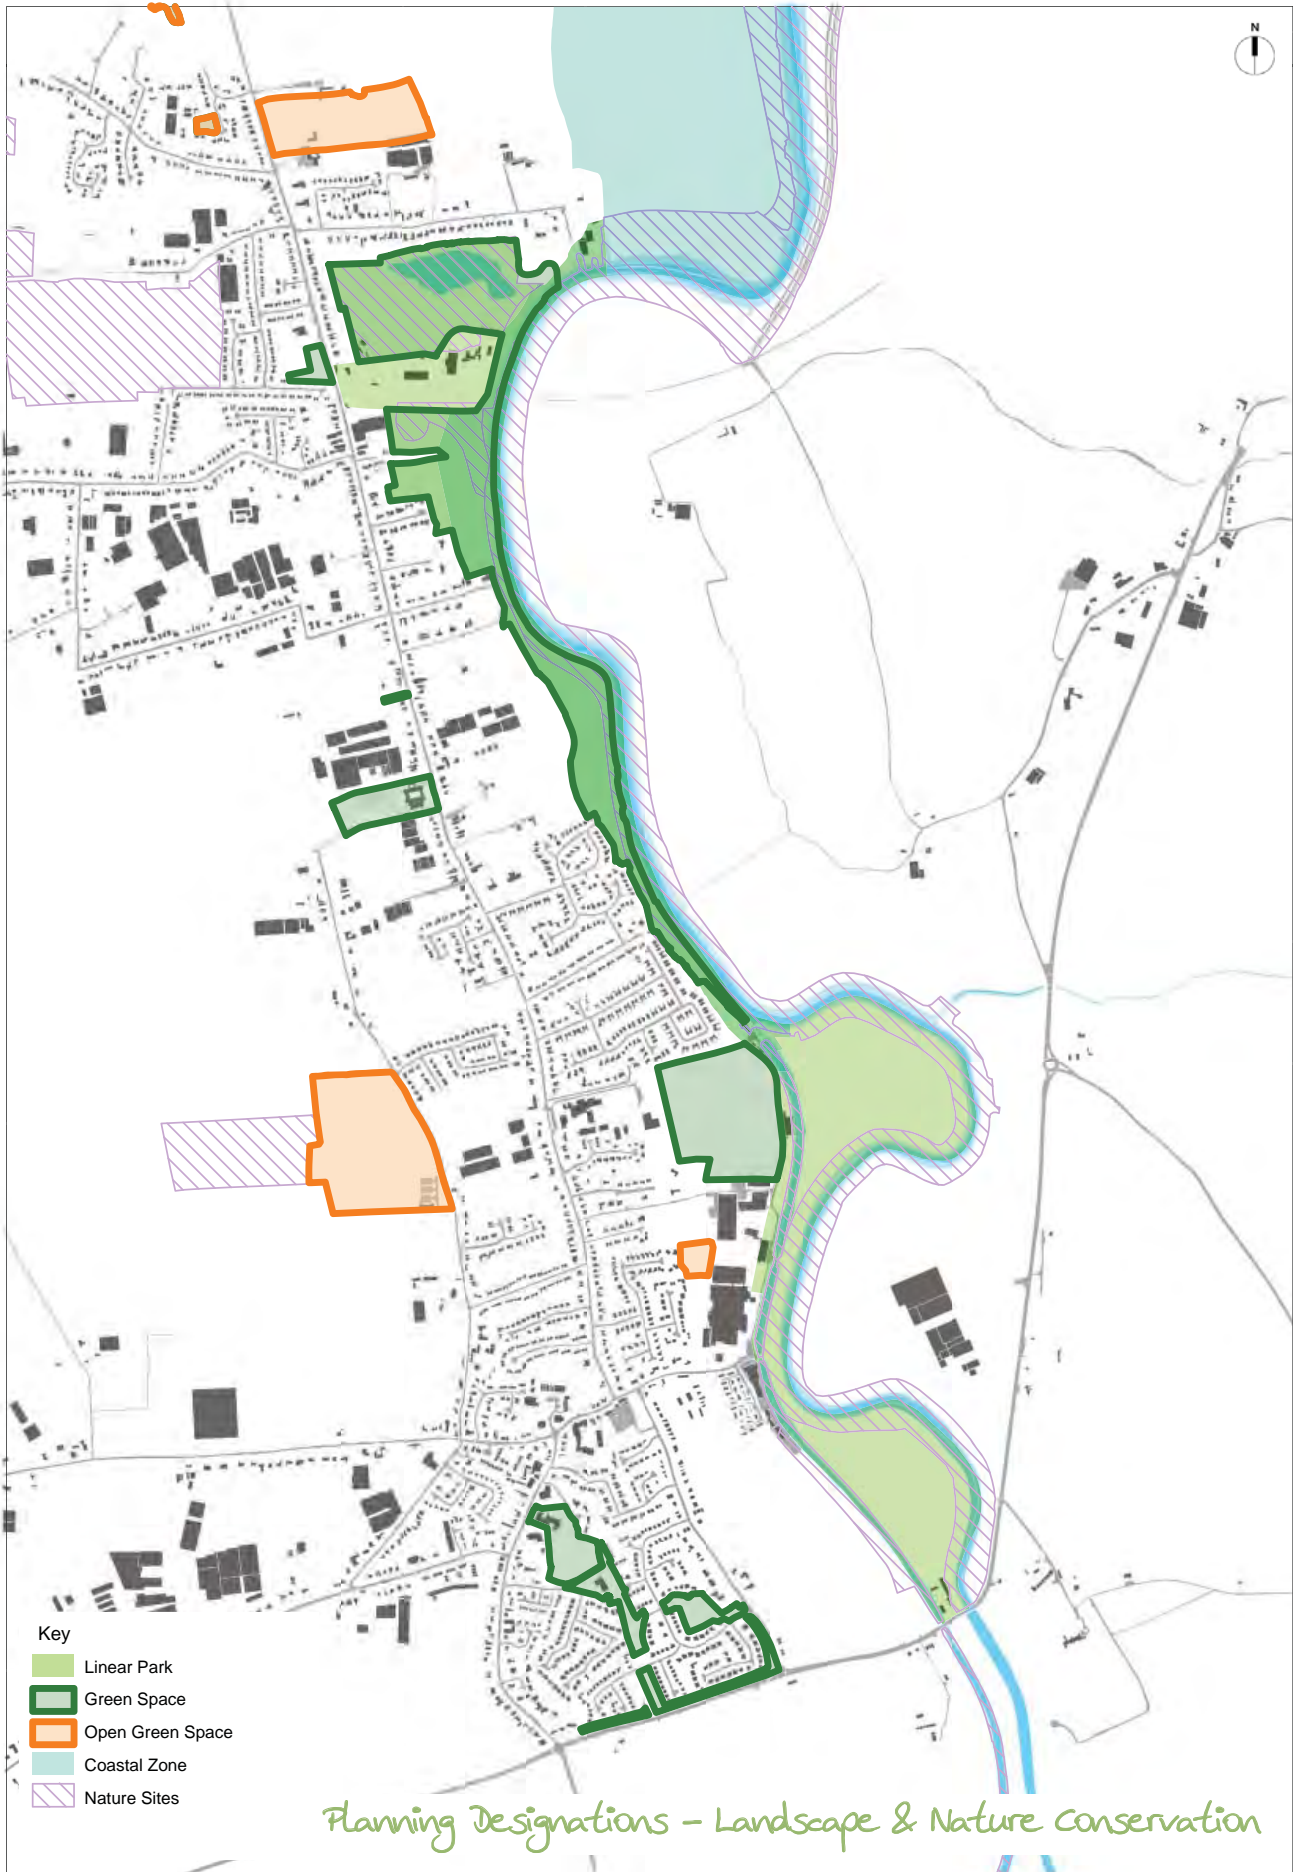 N
Key
Linear Park
Green Space
Open Green Space
Coastal Zone
Nature Sites
Planning Designations – Landscape & Nature Conservation